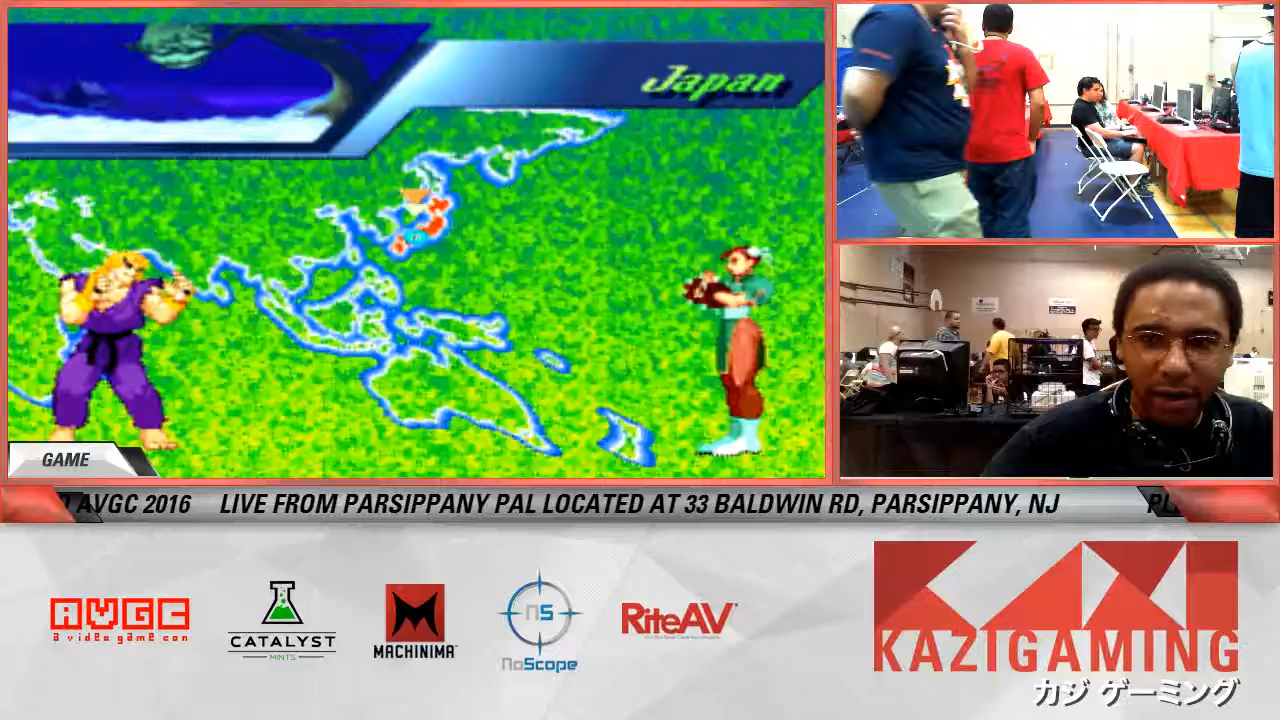 Japan
GAME
AVGC 2016 LIVE FROM PARSIPPANY PAL LOCATED AT 33 BALDWIN RD, PARSIPPANY, NJ
AVGC
a video game con
CATALYST
MINTS
MACHINIMA
NS
NoScope
RiteAV
KAZIGAMING
カジ ゲーミング